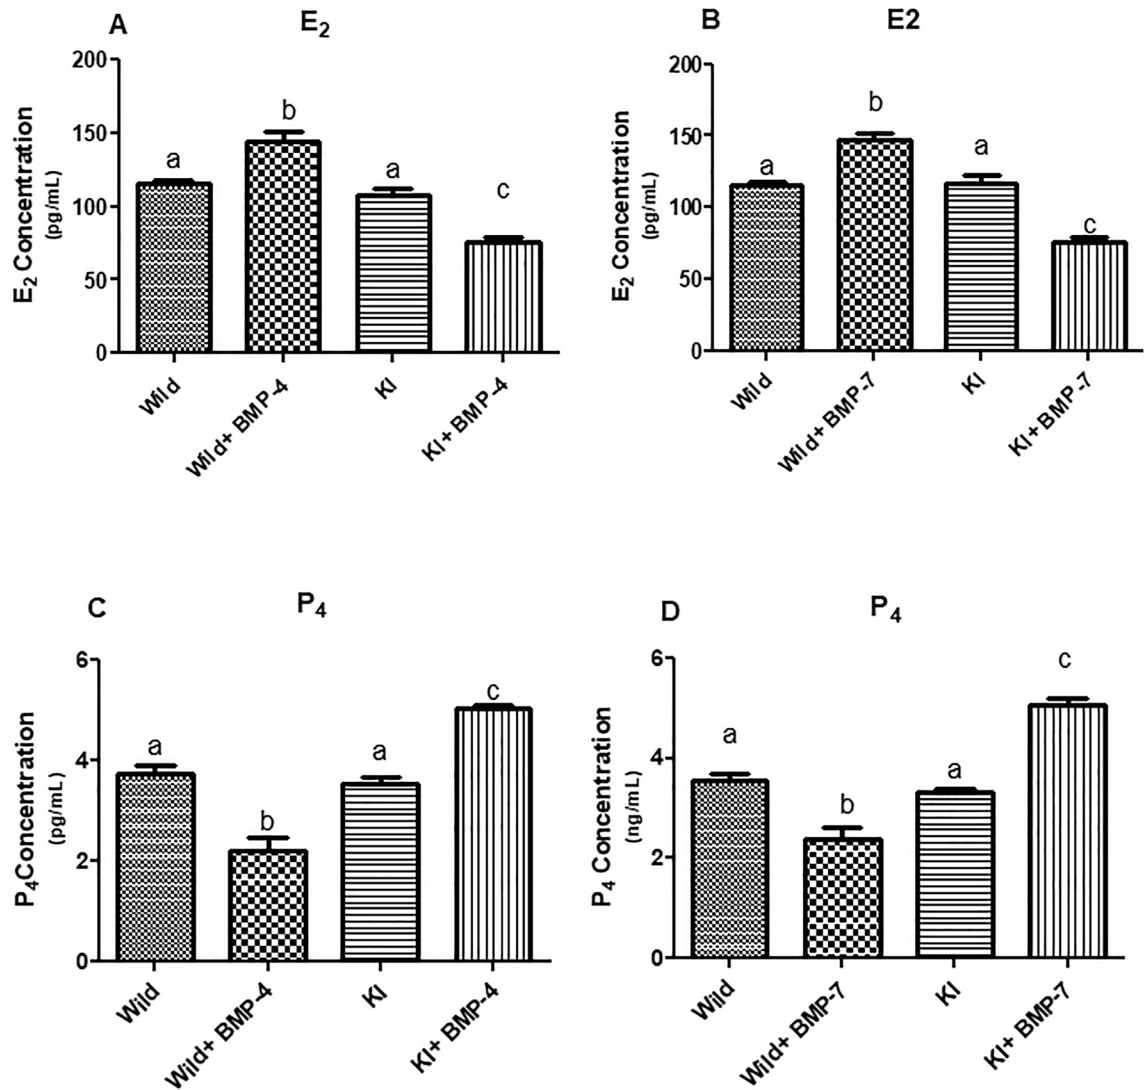 A
E2
E2 Concentration
(pg/mL)
200
150
100
50
0
a
b
a
c
Wild
Wild+ BMP-4
KI
KI+ BMP-4
B
E2
E2 Concentration
(pg/mL)
200
150
100
50
0
a
b
a
c
Wild
Wild+ BMP-7
KI
KI+ BMP-7
C
P4
P4Concentration
(pg/mL)
6
4
2
0
a
b
a
c
Wild
Wild+ BMP-4
KI
KI+ BMP-4
D
P4
P4 Concentration
(ng/mL)
6
4
2
0
a
b
a
c
Wild
Wild+ BMP-7
KI
KI+ BMP-7